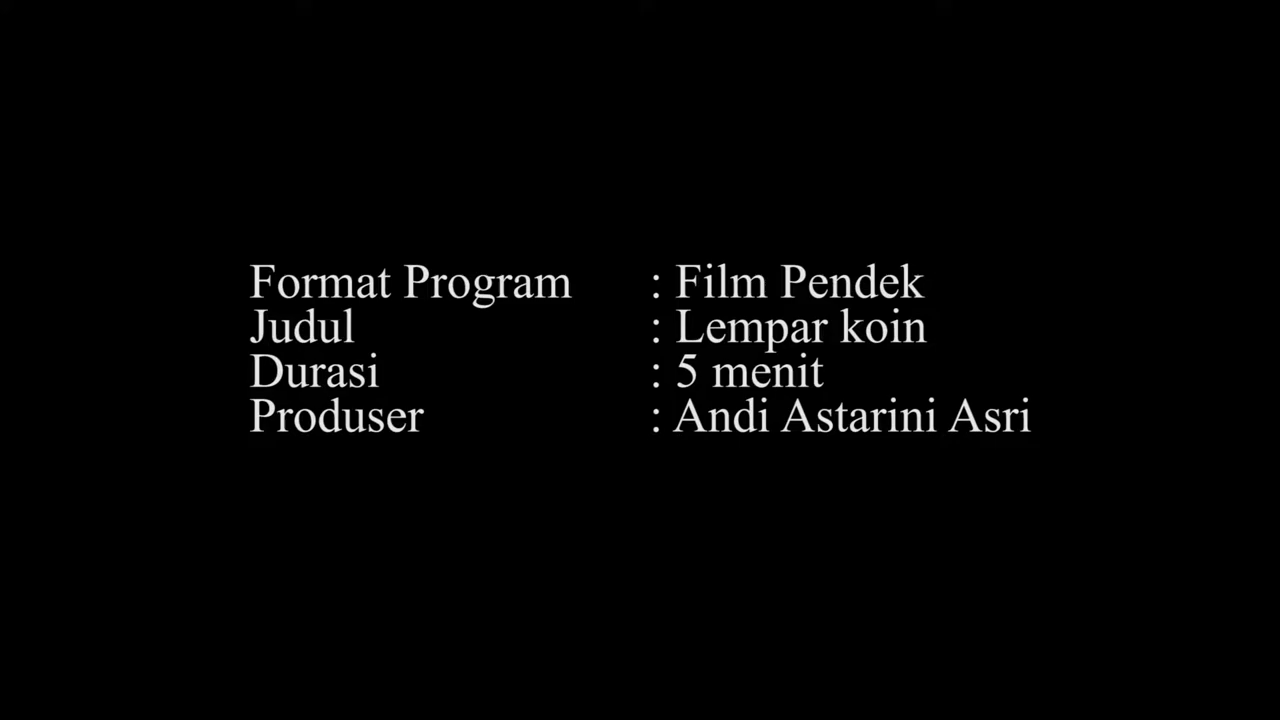 Format Program : Film Pendek
Judul : Lempar koin
Durasi : 5 menit
Produser : Andi Astarini Asri